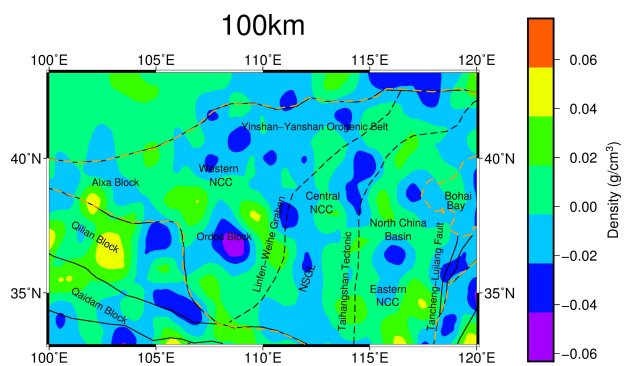 100km
100˚E 105˚E 110˚E 115˚E 120˚E
40˚N 40˚N
35˚N 35˚N
Yinshan−Yanshan Orogenic Belt
Western
NCC
Alxa Block
Central
NCC
Bohai
Bay
Qilian Block
Ordos Block
North China
Basin
Linfen−Weihe Graben
NSGL
Taihangshan Tectonic
Tancheng−Lujiang Fault
Qaidam Block
Eastern
NCC
100˚E 105˚E 110˚E 115˚E 120˚E
0.06
0.04
0.02
0.00
−0.02
−0.04
−0.06
Density (g/cm³)